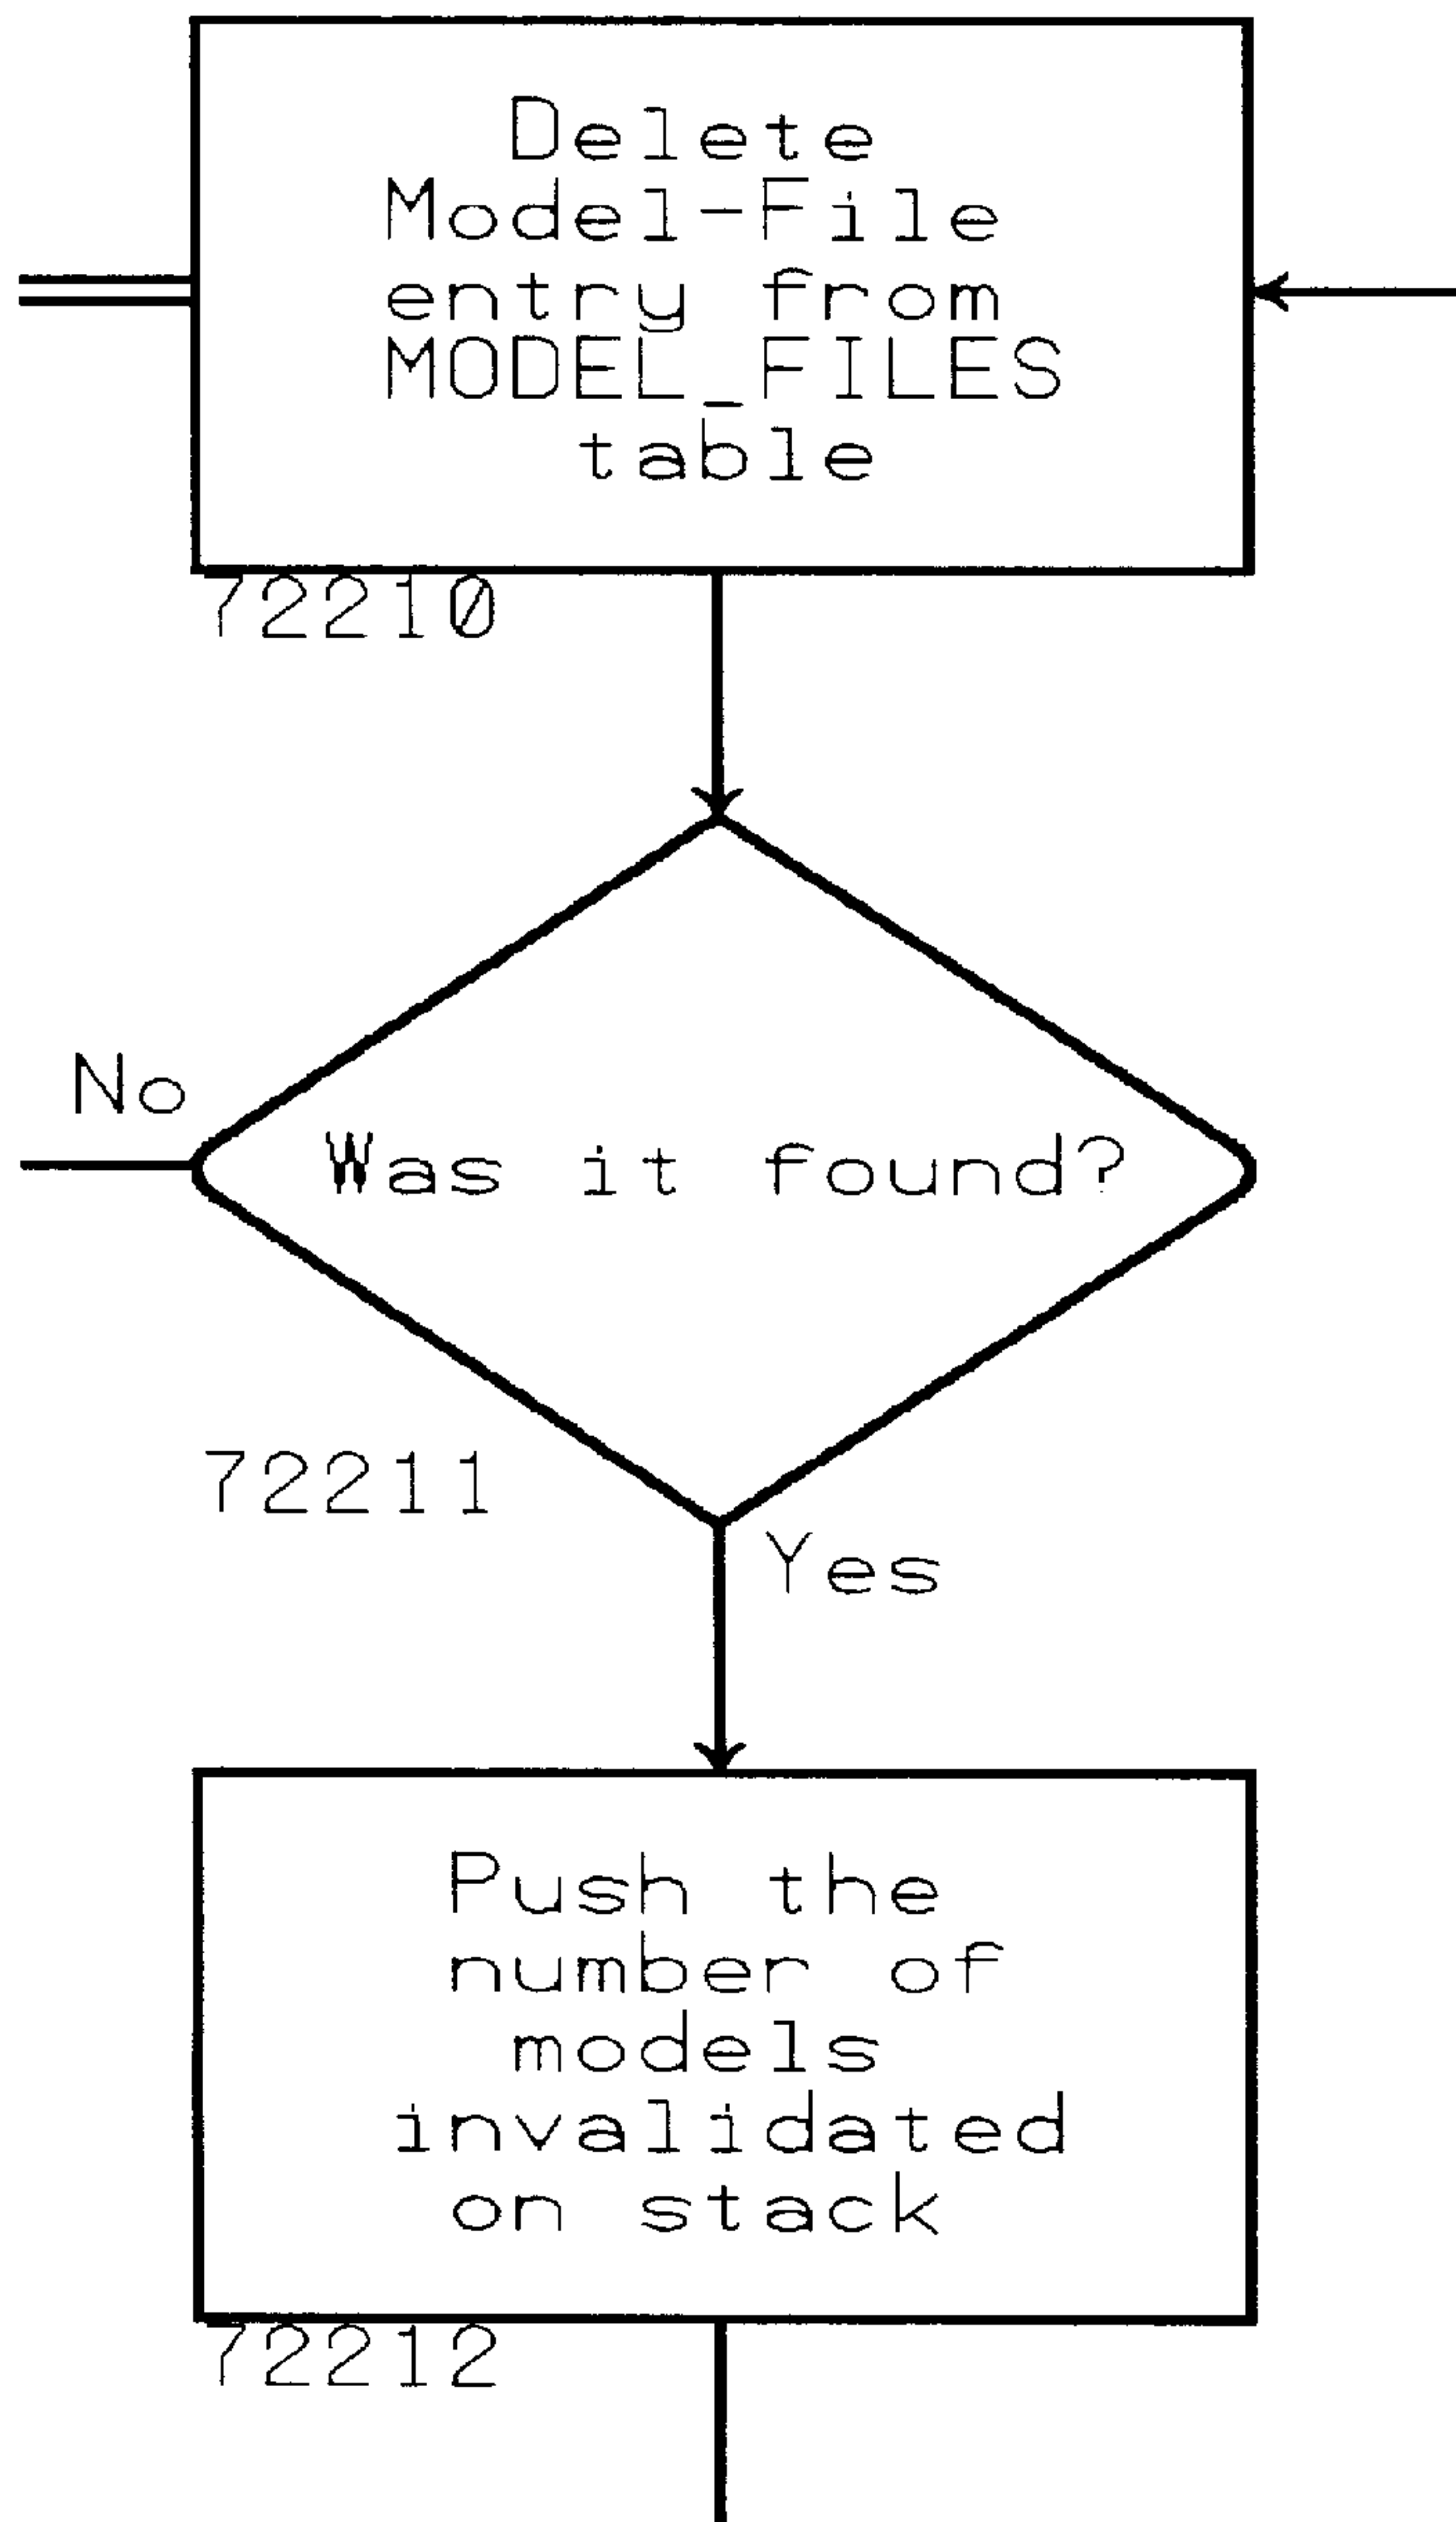 Delete
Model-File
entry from
MODEL_FILES
table
72210
No
Was it found?
72211
Yes
Push the
number of
models
invalidated
on stack
72212